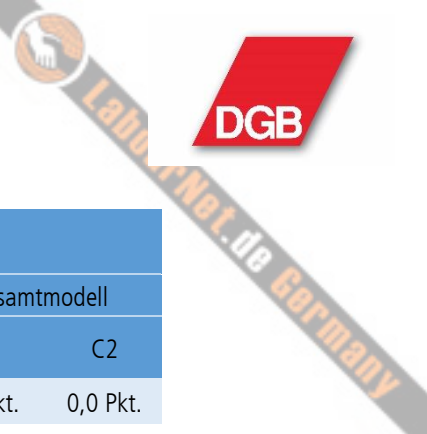 DGB
LabourNet.de Germany
samtmodell
C2
kt. 0,0 Pkt.